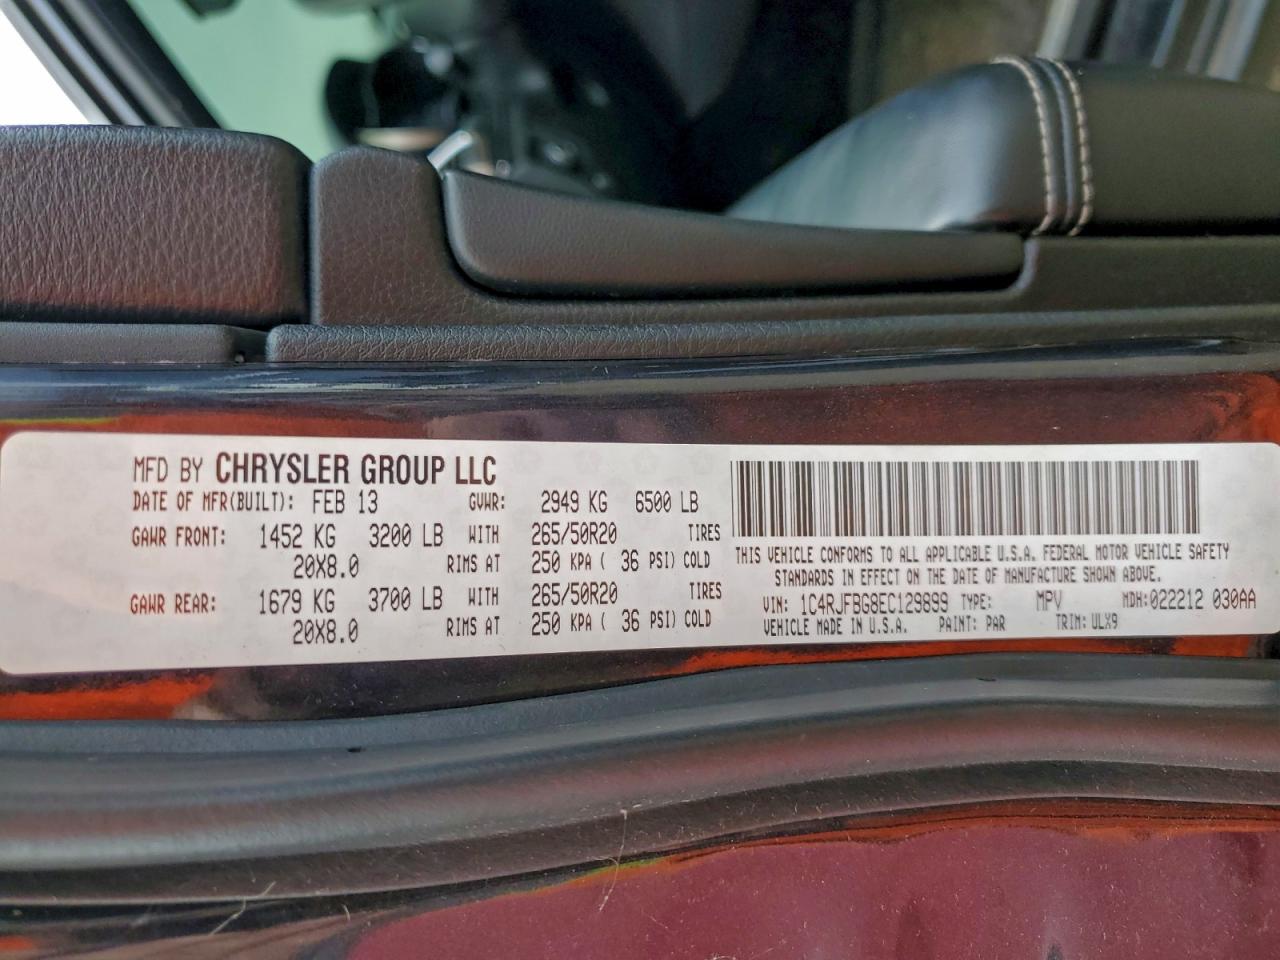 MFD BY CHRYSLER GROUP LLC
DATE OF MFR(BUILT): FEB 13 GVWR: 2949 KG 6500 LB
GAWR FRONT: 1452 KG 3200 LB WITH 265/50R20 TIRES
20X8.0 RIMS AT 250 KPA ( 36 PSI) COLD
GAWR REAR: 1679 KG 3700 LB WITH 265/50R20 TIRES
20X8.0 RIMS AT 250 KPA ( 36 PSI) COLD
THIS VEHICLE CONFORMS TO ALL APPLICABLE U.S.A. FEDERAL MOTOR VEHICLE SAFETY
STANDARDS IN EFFECT ON THE DATE OF MANUFACTURE SHOWN ABOVE.
VIN: 1C4RJFBG8EC129899 TYPE: MPV MDH:022212 030AA
VEHICLE MADE IN U.S.A. PAINT: PAR TRIM: ULX9